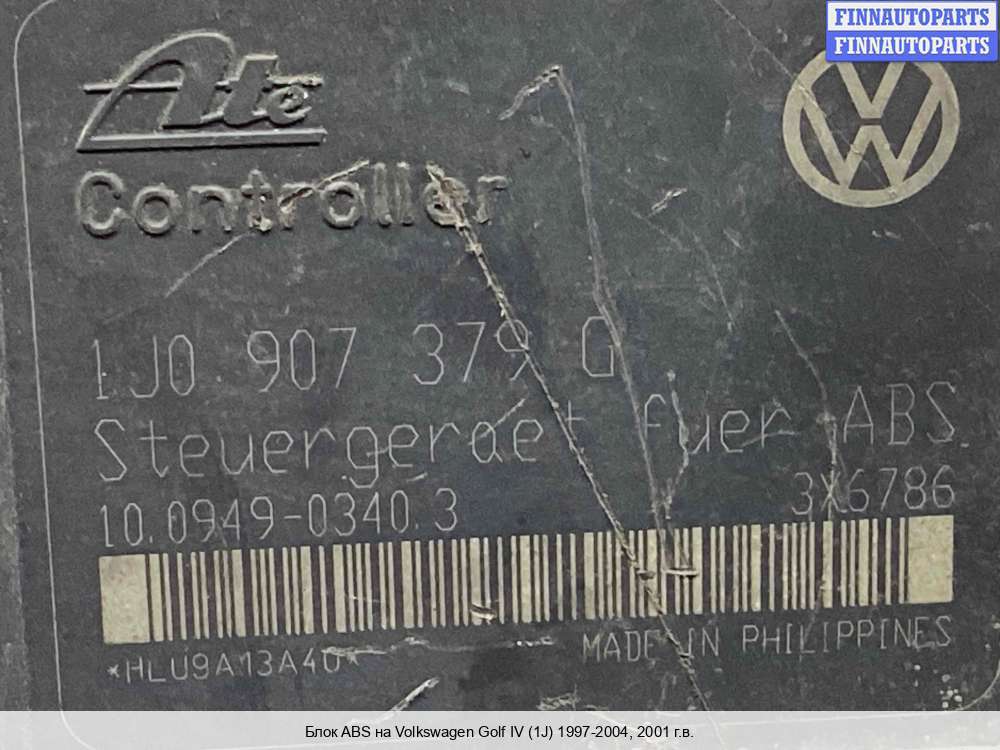 FINNAUTOPARTS
FINNAUTOPARTS
Ate
Controller
1J0 907 379 G
Steuergeraet fuer ABS
10.0949-0340.3 3X6786
*HLU9A13A40*
MADE IN PHILIPPINES
Блок ABS на Volkswagen Golf IV (1J) 1997-2004, 2001 г.в.